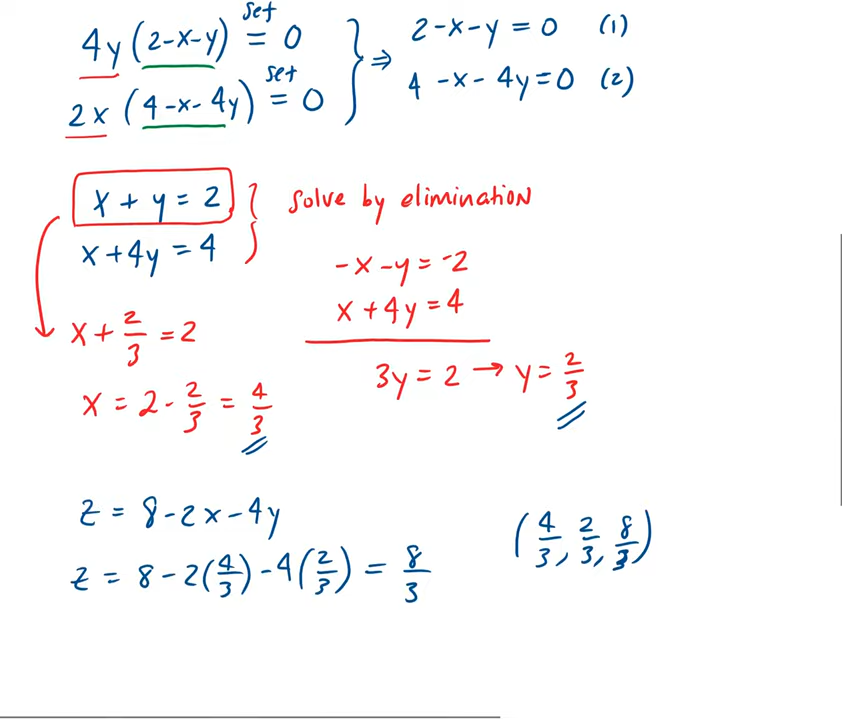 4y (2-x-y) set = 0 } ⇒ 2-x-y = 0 (1)
2x (4-x-4y) set = 0 4 -x-4y=0 (2)
x + y = 2 } solve by elimination
x+4y = 4
-x-y = -2
x+4y=4
x + 2/3 = 2
3y = 2 → y = 2/3
x = 2 - 2/3 = 4/3
z = 8-2x-4y
z = 8-2(4/3)-4(2/3) = 8/3
(4/3, 2/3, 8/3)